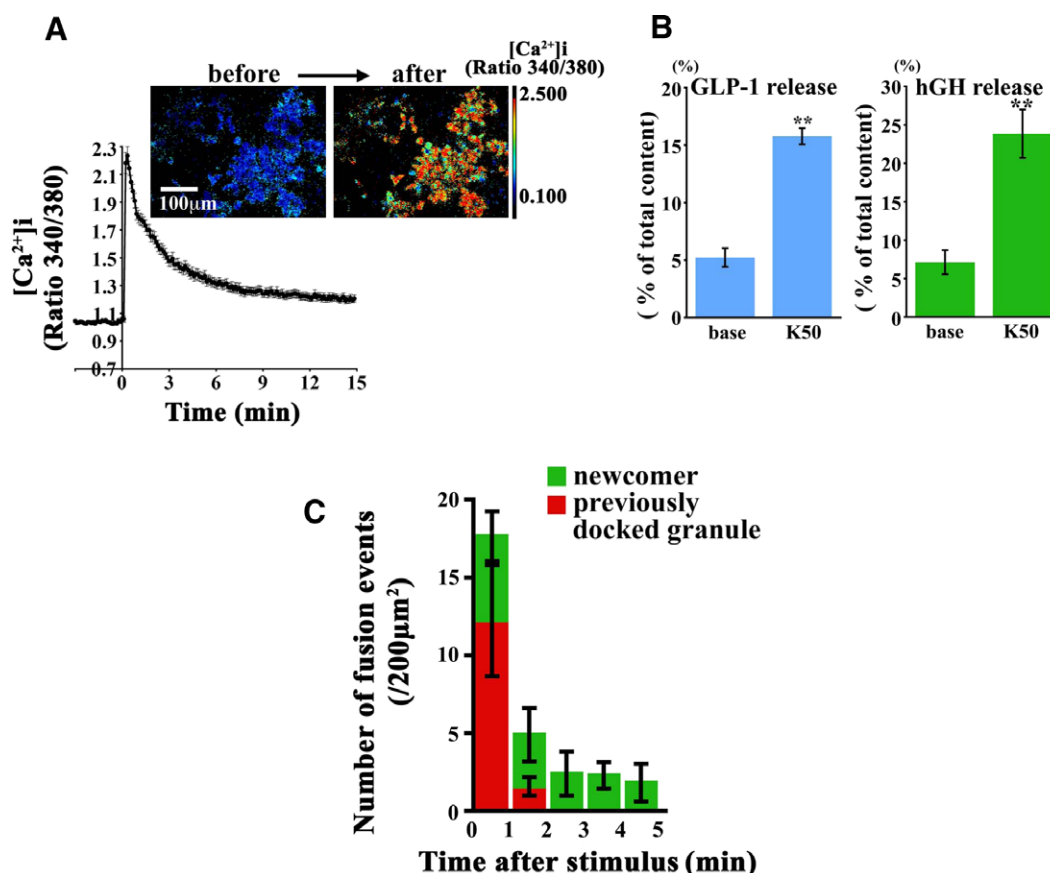 A
[Ca²⁺]i
(Ratio 340/380)
before
after
2.500
0.100
100μm
[Ca²⁺]i
(Ratio 340/380)
2.3
2.1
1.9
1.7
1.5
1.3
1.1
0.9
0.7
0
3
6
9
12
15
Time (min)
B
(%)
GLP-1 release
**
( % of total content)
20
15
10
5
0
base
K50
(%)
hGH release
**
( % of total content)
30
25
20
15
10
5
0
base
K50
C
newcomer
previously
docked granule
Number of fusion events
(/200μm²)
20
15
10
5
0
0
1
2
3
4
5
Time after stimulus (min)